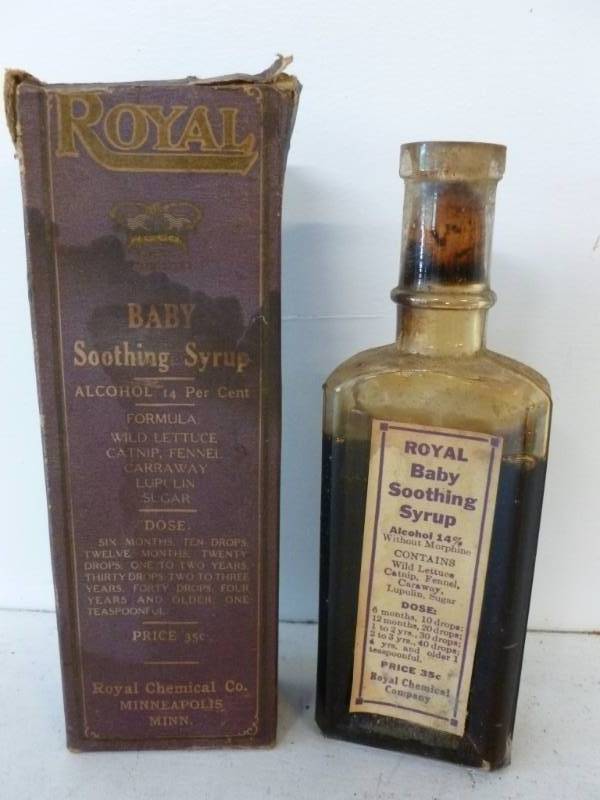 ROYAL
BABY
Soothing Syrup
ALCOHOL 14 Per Cent
FORMULA:
WILD LETTUCE
CATNIP, FENNEL
CARRAWAY
LUPULIN
SUGAR
DOSE.
SIX MONTHS, TEN DROPS,
TWELVE MONTHS, TWENTY
DROPS, ONE TO TWO YEARS,
THIRTY DROPS, TWO TO THREE
YEARS, FORTY DROPS, FOUR
YEARS AND OLDER, ONE
TEASPOONFUL.
PRICE 35c
Royal Chemical Co.
MINNEAPOLIS
MINN.
ROYAL
Baby
Soothing
Syrup
Alcohol 14%
Without Morphine
CONTAINS
Wild Lettuce
Catnip, Fennel,
Caraway,
Lupulin, Sugar
DOSE:
6 months, 10 drops;
12 months, 20 drops;
1 to 2 yrs., 30 drops;
2 to 3 yrs., 40 drops;
4 yrs. and older 1
teaspoonful.
PRICE 35c
Royal Chemical
Company